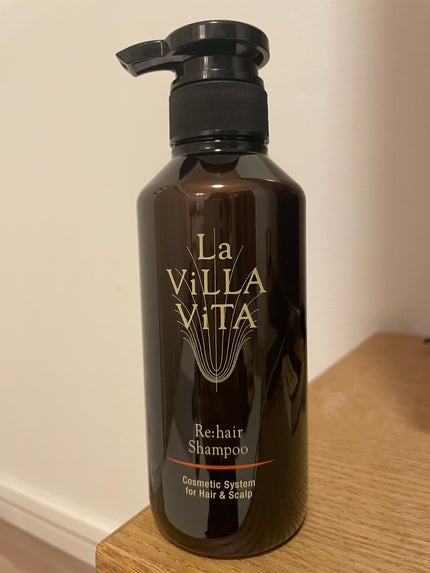 La
ViLLA
ViTA
Re:hair
Shampoo
Cosmetic System
for Hair & Scalp